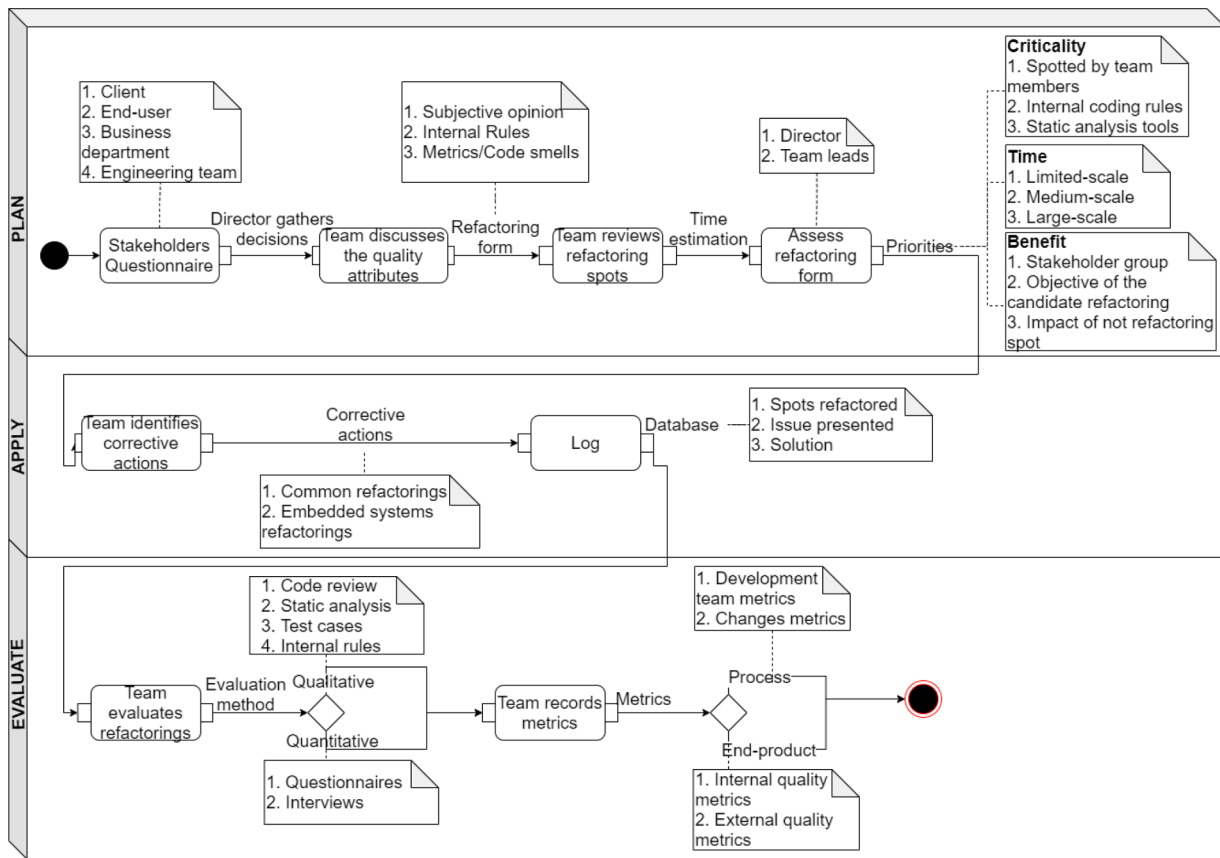 PLAN
1. Client
2. End-user
3. Business
department
4. Engineering team
1. Subjective opinion
2. Internal Rules
3. Metrics/Code smells
1. Director
2. Team leads
Criticality
1. Spotted by team
members
2. Internal coding rules
3. Static analysis tools
Time
1. Limited-scale
2. Medium-scale
3. Large-scale
Benefit
1. Stakeholder group
2. Objective of the
candidate refactoring
3. Impact of not refactoring
spot
Stakeholders
Questionnaire
Director gathers
decisions
Team discusses
the quality
attributes
Refactoring
form
Team reviews
refactoring
spots
Time
estimation
Assess
refactoring
form
Priorities
APPLY
Team identifies
corrective
actions
Corrective
actions
1. Common refactorings
2. Embedded systems
refactorings
Log
Database
1. Spots refactored
2. Issue presented
3. Solution
EVALUATE
1. Code review
2. Static analysis
3. Test cases
4. Internal rules
Team
evaluates
refactorings
Evaluation
method
Qualitative
Quantitative
1. Questionnaires
2. Interviews
Team records
metrics
Metrics
1. Development
team metrics
2. Changes metrics
Process
End-product
1. Internal quality
metrics
2. External quality
metrics